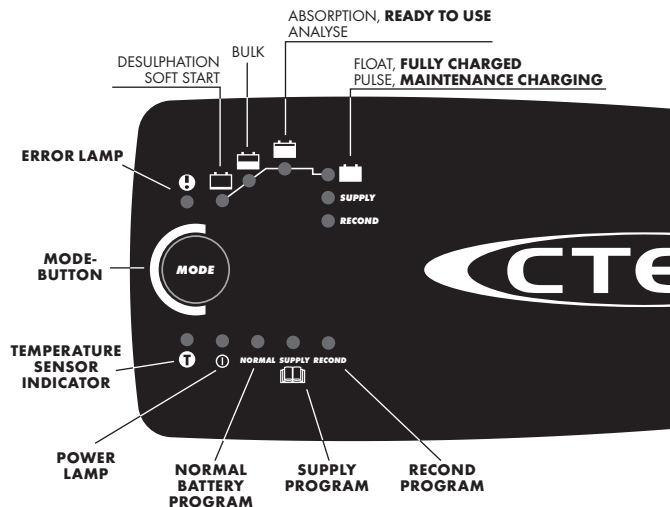 ABSORPTION, READY TO USE
ANALYSE
BULK
DESULPHATION
SOFT START
FLOAT, FULLY CHARGED
PULSE, MAINTENANCE CHARGING
ERROR LAMP
SUPPLY
RECOND
MODE-
BUTTON
MODE
CTE
TEMPERATURE
SENSOR
INDICATOR
T
NORMAL SUPPLY RECOND
POWER
LAMP
NORMAL
BATTERY
PROGRAM
SUPPLY
PROGRAM
RECOND
PROGRAM